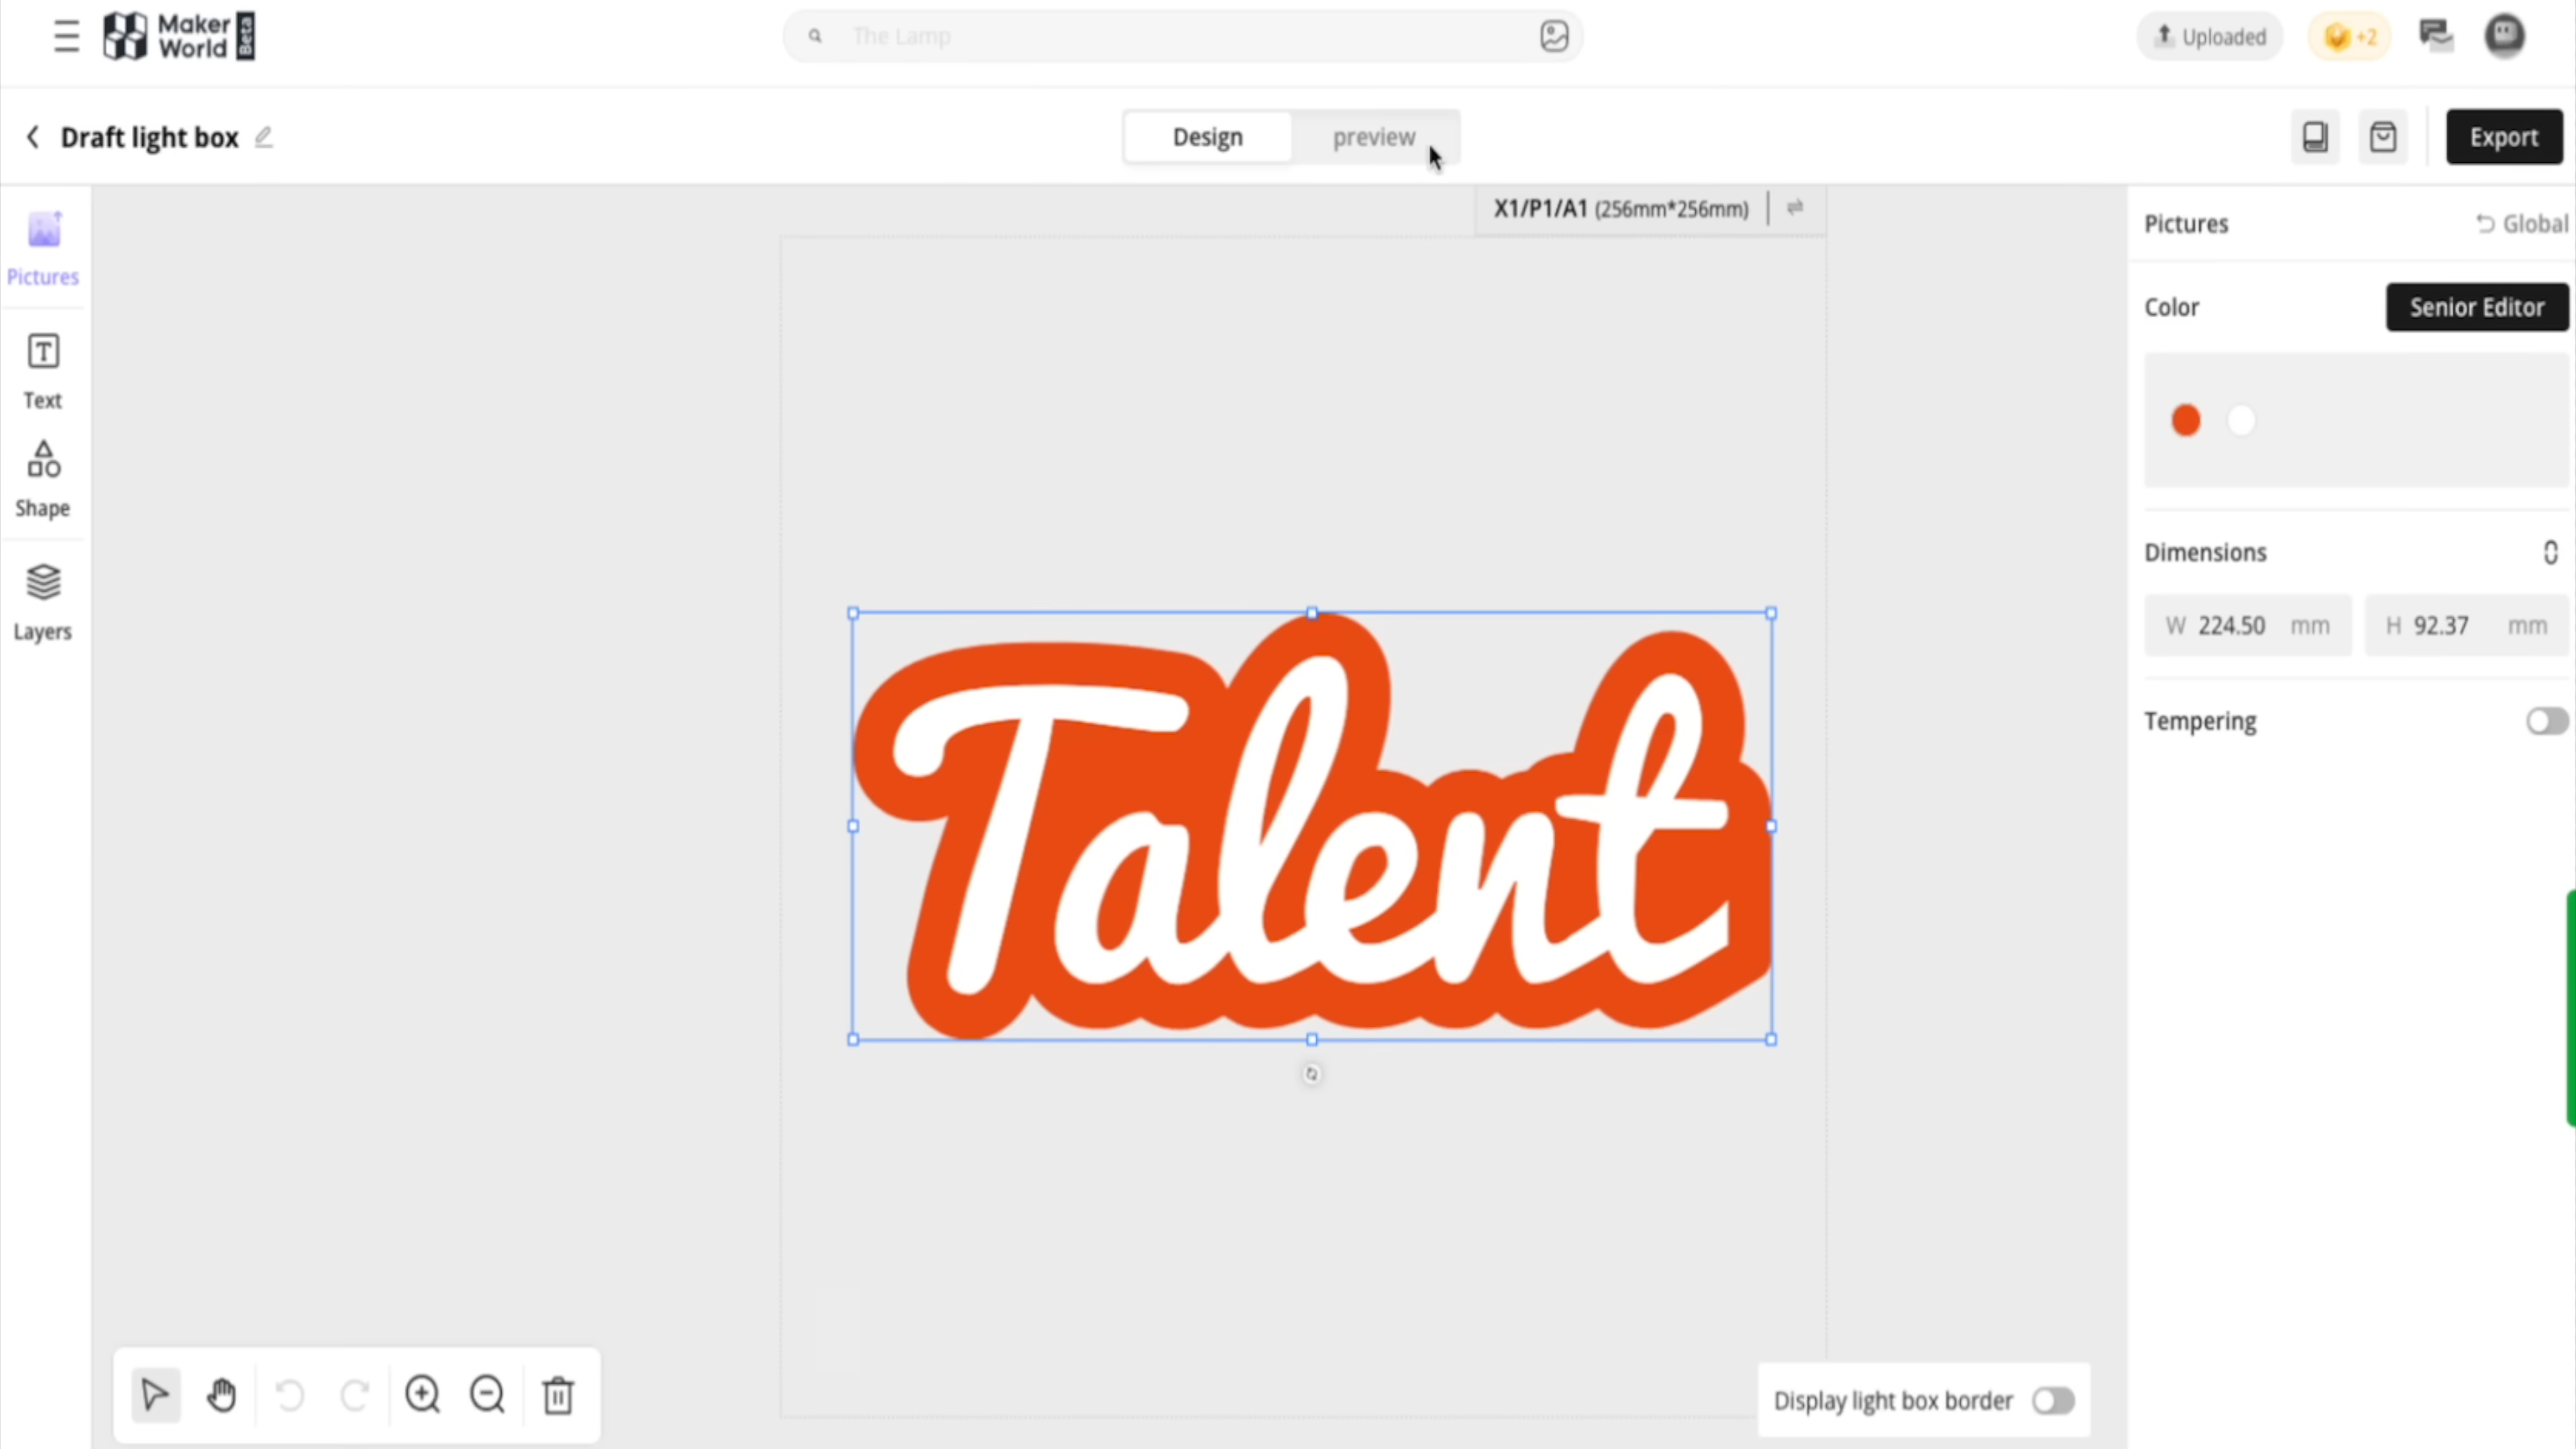 Maker World Beta
The Lamp
Uploaded
+2
Draft light box
Design
preview
Export
X1/P1/A1 (256mm*256mm)
Pictures
Text
Shape
Layers
Talent
Pictures
Global
Color
Senior Editor
Dimensions
W 224.50 mm
H 92.37 mm
Tempering
Display light box border